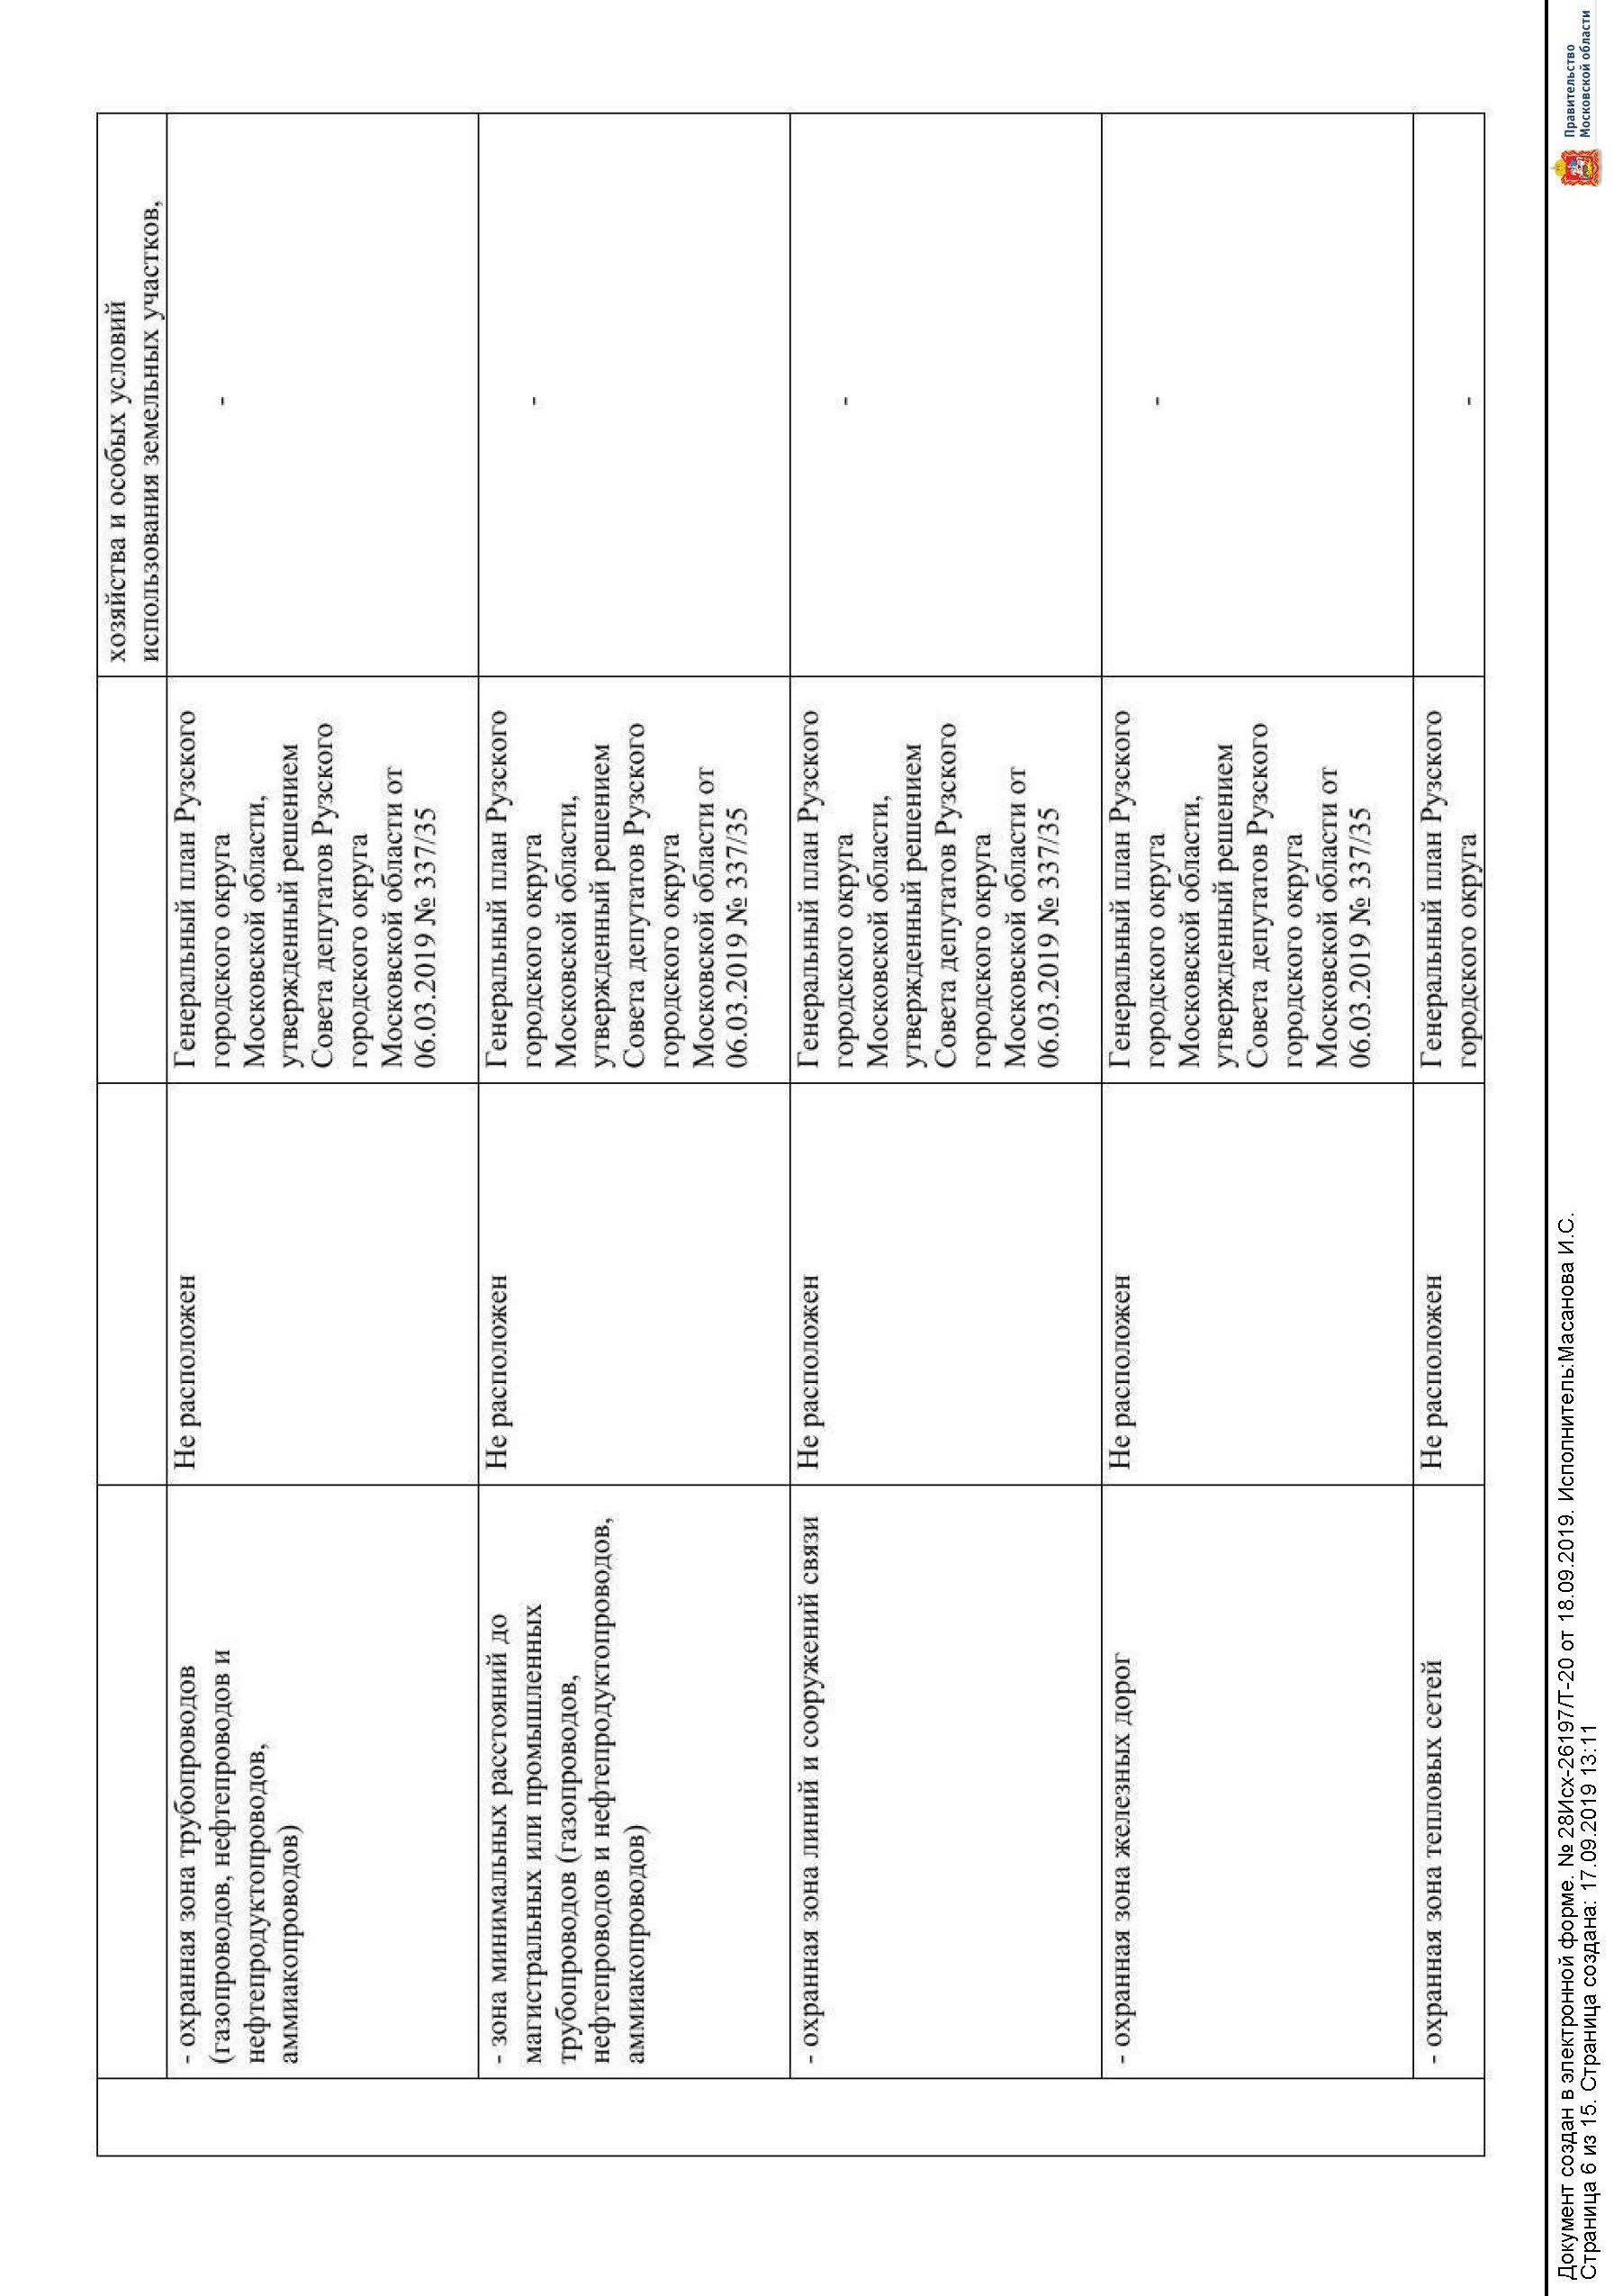 хозяйства и особых условий
использования земельных участков,
- охранная зона трубопроводов
(газопроводов, нефтепроводов и
нефтепродуктопроводов,
аммиакопроводов)
Не расположен
Генеральный план Рузского
городского округа
Московской области,
утвержденный решением
Совета депутатов Рузского
городского округа
Московской области от
06.03.2019 № 337/35
-
- зона минимальных расстояний до
магистральных или промышленных
трубопроводов (газопроводов,
нефтепроводов и нефтепродуктопроводов,
аммиакопроводов)
Не расположен
Генеральный план Рузского
городского округа
Московской области,
утвержденный решением
Совета депутатов Рузского
городского округа
Московской области от
06.03.2019 № 337/35
-
- охранная зона линий и сооружений связи
Не расположен
Генеральный план Рузского
городского округа
Московской области,
утвержденный решением
Совета депутатов Рузского
городского округа
Московской области от
06.03.2019 № 337/35
-
- охранная зона железных дорог
Не расположен
Генеральный план Рузского
городского округа
Московской области,
утвержденный решением
Совета депутатов Рузского
городского округа
Московской области от
06.03.2019 № 337/35
-
- охранная зона тепловых сетей
Не расположен
Генеральный план Рузского
городского округа
-
Документ создан в электронной форме. № 28Исх-26197/Т-20 от 18.09.2019. Исполнитель:Масанова И.С.
Страница 6 из 15. Страница создана: 17.09.2019 13:11
Правительство
Московской области